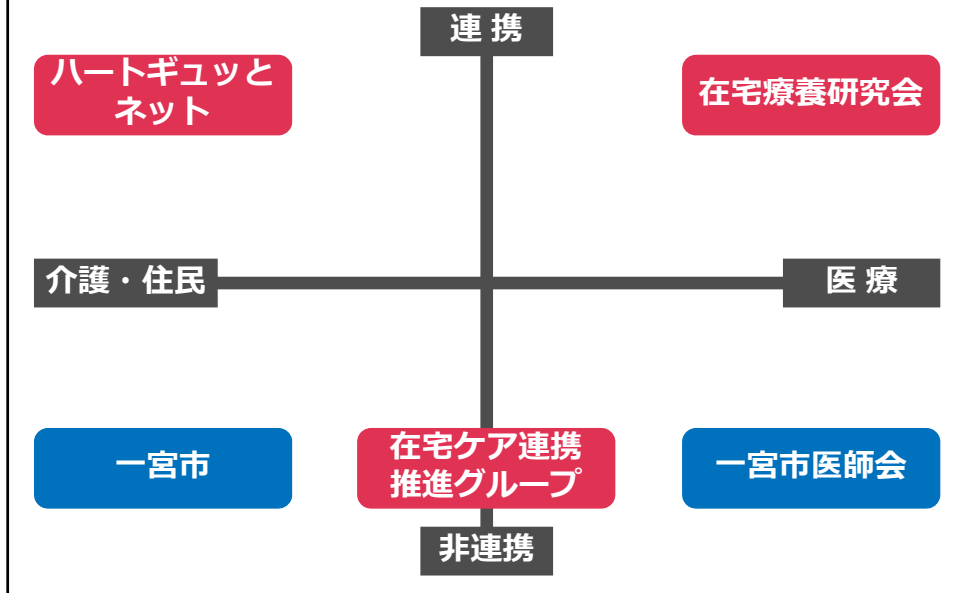 連 携
ハートギュッと
ネット
在宅療養研究会
介護・住民
医 療
一宮市
在宅ケア連携
推進グループ
一宮市医師会
非連携